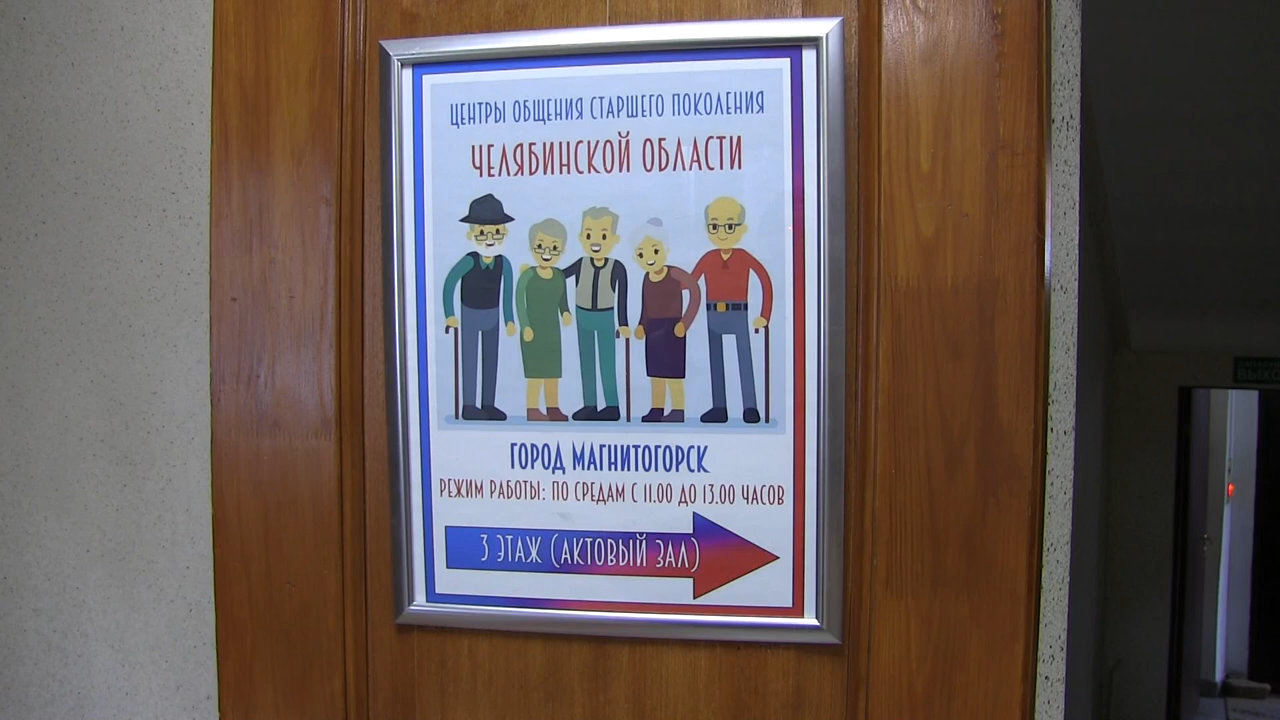 ЦЕНТРЫ ОБЩЕНИЯ СТАРШЕГО ПОКОЛЕНИЯ
ЧЕЛЯБИНСКОЙ ОБЛАСТИ
ГОРОД МАГНИТОГОРСК
РЕЖИМ РАБОТЫ: ПО СРЕДАМ С 11.00 ДО 13.00 ЧАСОВ
3 ЭТАЖ (АКТОВЫЙ ЗАЛ)